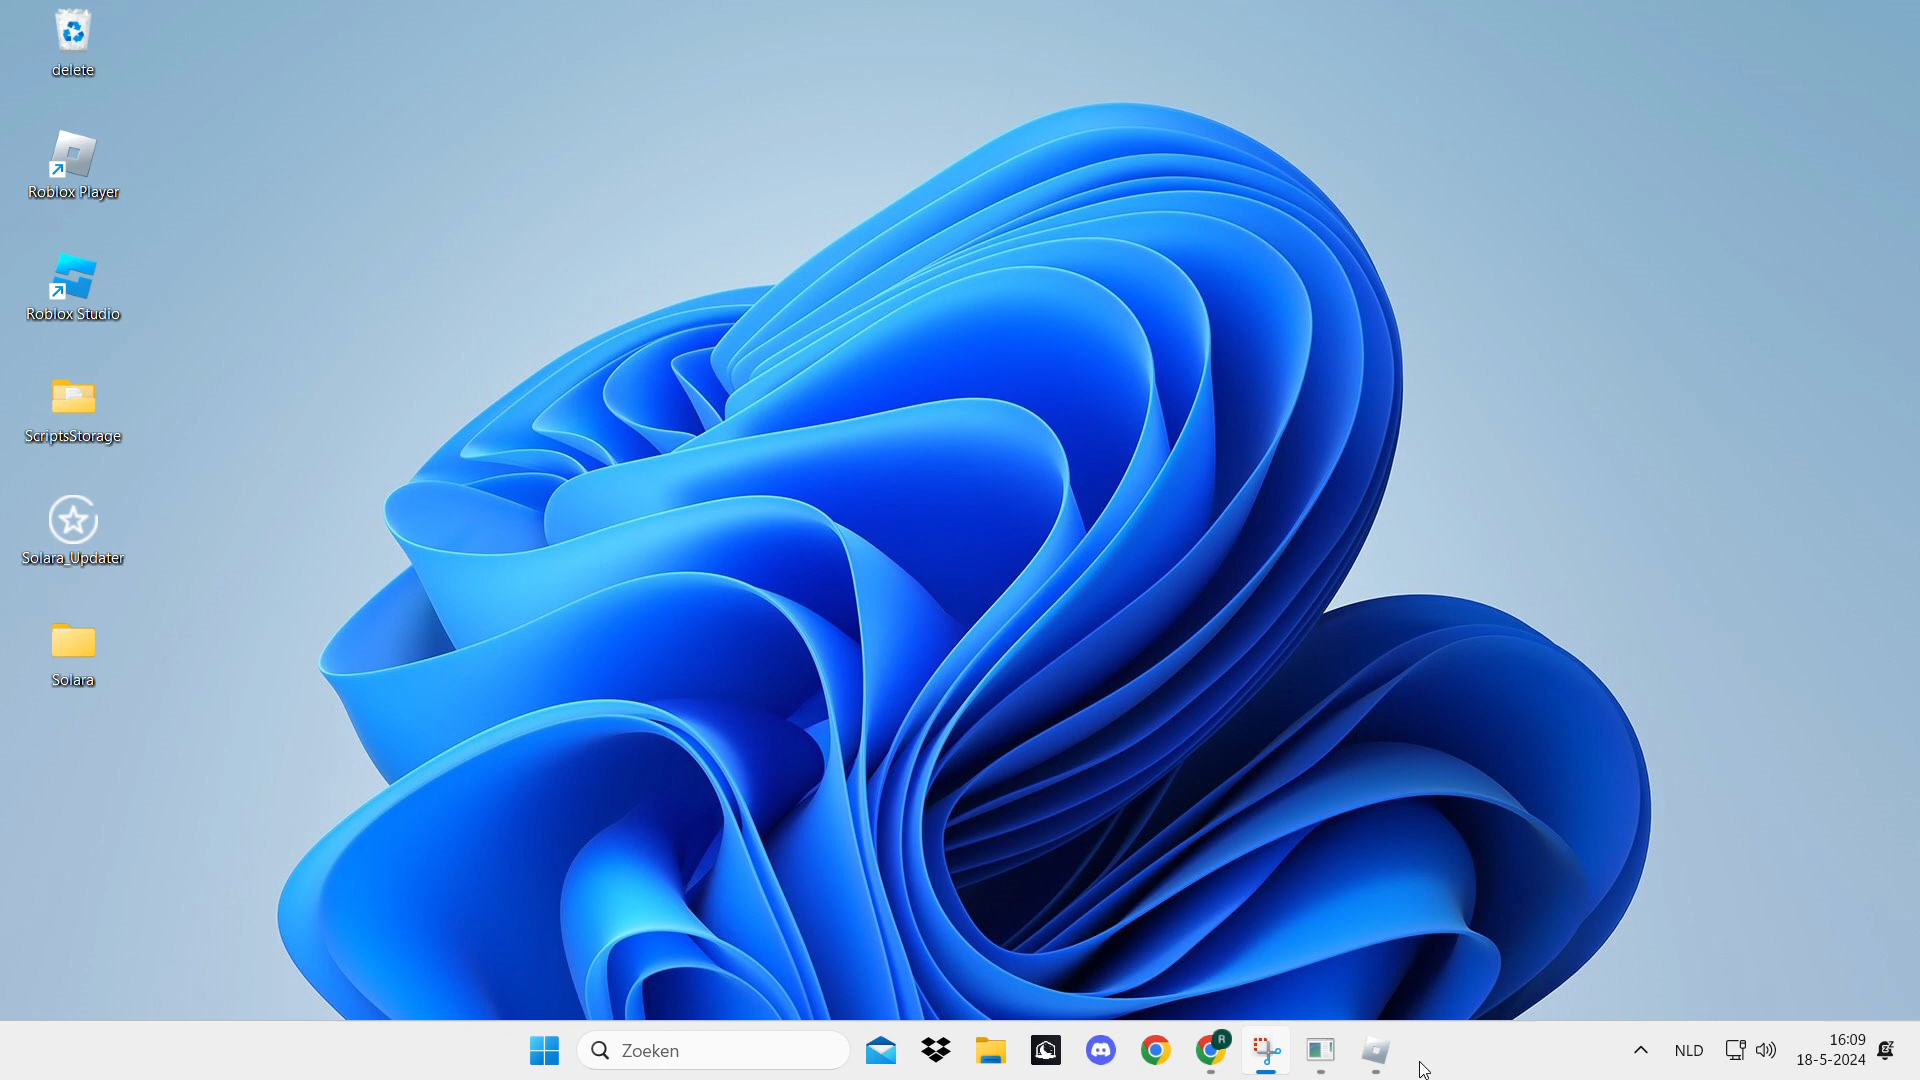 delete
Roblox Player
Roblox Studio
ScriptsStorage
Solara_Updater
Solara
Zoeken
R
NLD
16:09
18-5-2024